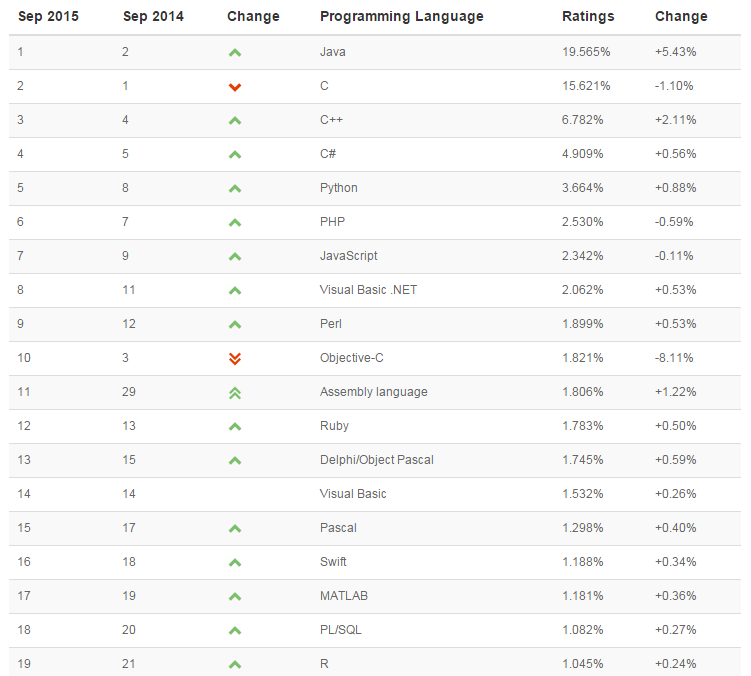 Sep 2015 Sep 2014 Change Programming Language Ratings Change
1 2 Java 19.565% +5.43%
2 1 C 15.621% -1.10%
3 4 C++ 6.782% +2.11%
4 5 C# 4.909% +0.56%
5 8 Python 3.664% +0.88%
6 7 PHP 2.530% -0.59%
7 9 JavaScript 2.342% -0.11%
8 11 Visual Basic .NET 2.062% +0.53%
9 12 Perl 1.899% +0.53%
10 3 Objective-C 1.821% -8.11%
11 29 Assembly language 1.806% +1.22%
12 13 Ruby 1.783% +0.50%
13 15 Delphi/Object Pascal 1.745% +0.59%
14 14 Visual Basic 1.532% +0.26%
15 17 Pascal 1.298% +0.40%
16 18 Swift 1.188% +0.34%
17 19 MATLAB 1.181% +0.36%
18 20 PL/SQL 1.082% +0.27%
19 21 R 1.045% +0.24%